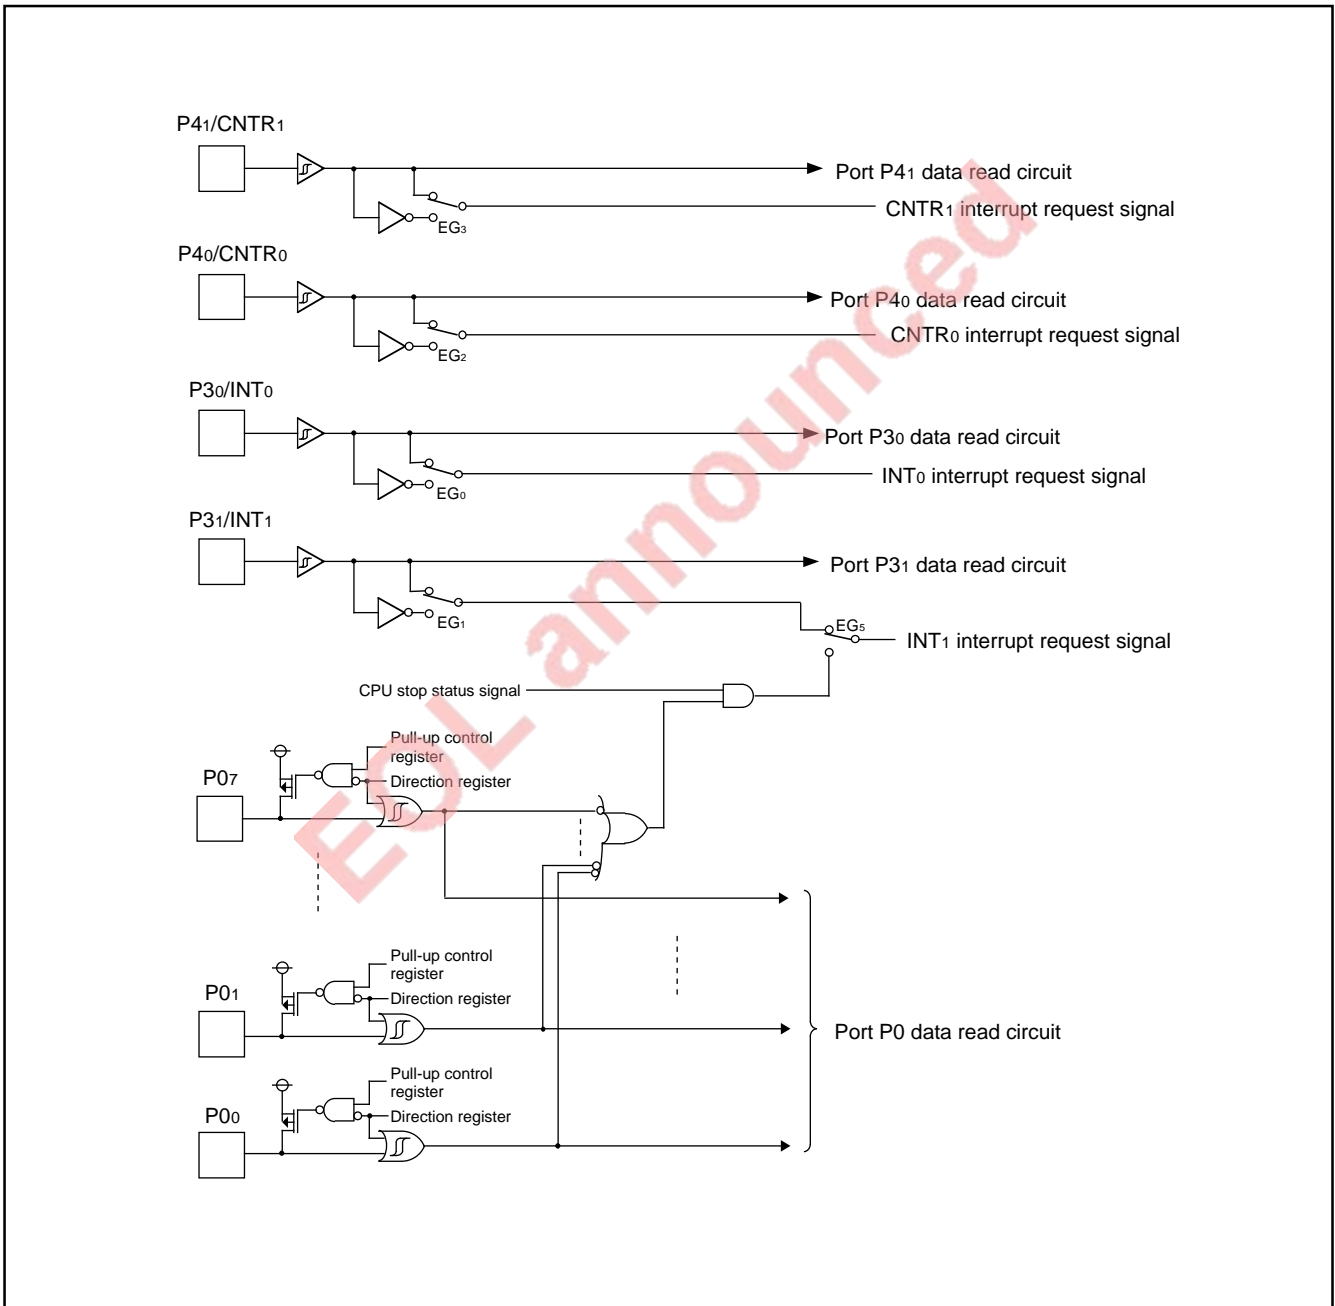 P41/CNTR1
Port P41 data read circuit
CNTR1 interrupt request signal
EG3
P40/CNTR0
Port P40 data read circuit
CNTR0 interrupt request signal
EG2
P30/INT0
Port P30 data read circuit
INT0 interrupt request signal
EG0
P31/INT1
Port P31 data read circuit
EG1
EG5
INT1 interrupt request signal
CPU stop status signal
Pull-up control
register
Direction register
P07
Pull-up control
register
Direction register
P01
Port P0 data read circuit
Pull-up control
register
Direction register
P00
EOL announced